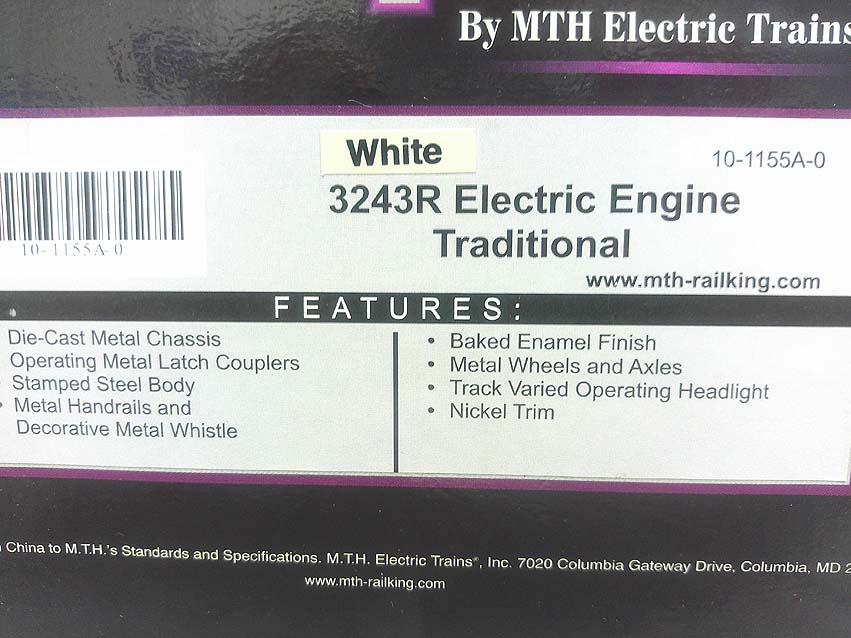 By MTH Electric Trains
White
10-1155A-0
3243R Electric Engine
Traditional
10-1155A-0
www.mth-railking.com
FEATURES:
Die-Cast Metal Chassis
Operating Metal Latch Couplers
Stamped Steel Body
• Metal Handrails and
Decorative Metal Whistle
• Baked Enamel Finish
• Metal Wheels and Axles
• Track Varied Operating Headlight
• Nickel Trim
China to M.T.H.'s Standards and Specifications. M.T.H. Electric Trains®, Inc. 7020 Columbia Gateway Drive, Columbia, MD 2
www.mth-railking.com